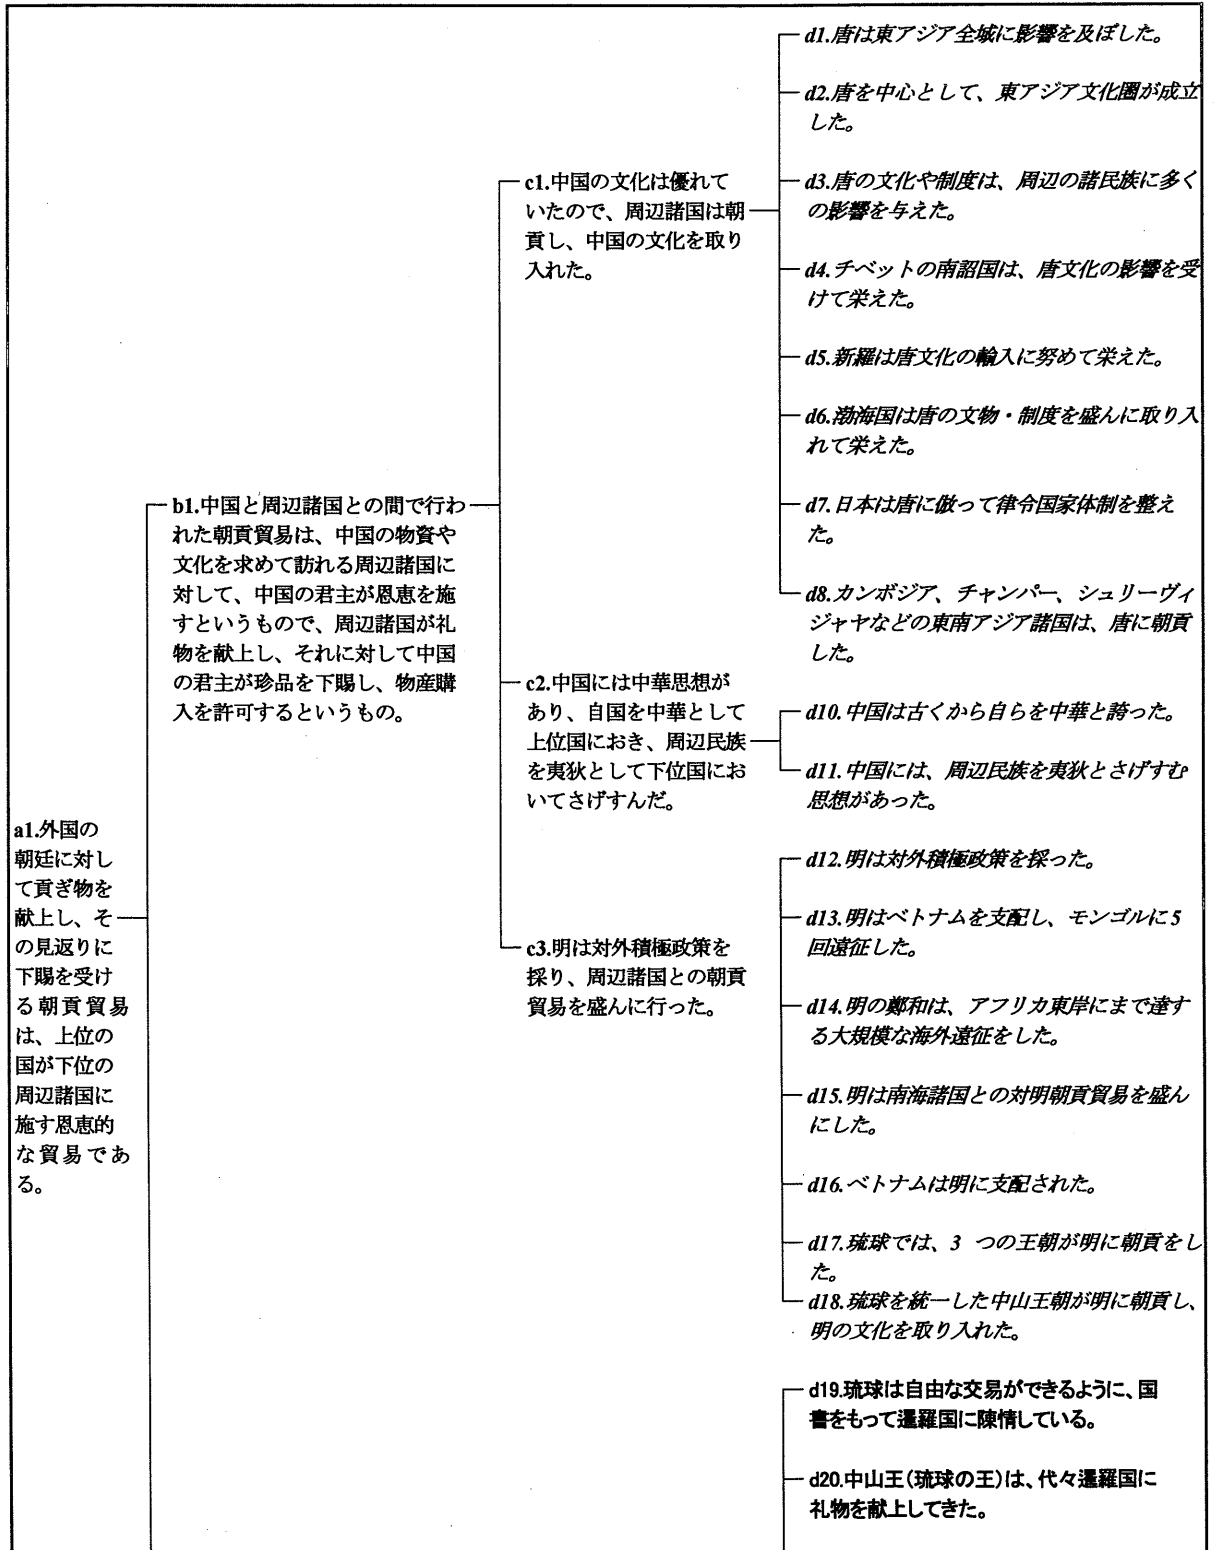 a1.外国の
朝廷に対し
て貢ぎ物を
献上し、そ
の見返りに
下賜を受け
る朝貢貿易
は、上位の
国が下位の
周辺諸国に
施す恩恵的
な貿易であ
る。
b1.中国と周辺諸国との間で行わ
れた朝貢貿易は、中国の物資や
文化を求めて訪れる周辺諸国に
対して、中国の君主が恩恵を施
すというもので、周辺諸国が礼
物を献上し、それに対して中国
の君主が珍品を下賜し、物産購
入を許可するというもの。
c1.中国の文化は優れて
いたので、周辺諸国は朝
貢し、中国の文化を取り
入れた。
d1.唐は東アジア全域に影響を及ぼした。
d2.唐を中心として、東アジア文化圏が成立
した。
d3.唐の文化や制度は、周辺の諸民族に多く
の影響を与えた。
d4.チベットの南詔国は、唐文化の影響を受
けて栄えた。
d5.新羅は唐文化の輸入に努めて栄えた。
d6.渤海国は唐の文物・制度を盛んに取り入
れて栄えた。
d7.日本は唐に倣って律令国家体制を整え
た。
d8.カンボジア、チャンパー、シュリーヴィ
ジャヤなどの東南アジア諸国は、唐に朝貢
した。
c2.中国には中華思想が
あり、自国を中華として
上位国におき、周辺民族
を夷狄として下位国にお
いてさげすんだ。
d10.中国は古くから自らを中華と誇った。
d11.中国には、周辺民族を夷狄とさげすむ
思想があった。
c3.明は対外積極政策を
採り、周辺諸国との朝貢
貿易を盛んに行った。
d12.明は対外積極政策を採った。
d13.明はベトナムを支配し、モンゴルに5
回遠征した。
d14.明の鄭和は、アフリカ東岸にまで達す
る大規模な海外遠征をした。
d15.明は南海諸国との対明朝貢貿易を盛ん
にした。
d16.ベトナムは明に支配された。
d17.琉球では、3 つの王朝が明に朝貢をし
た。
d18.琉球を統一した中山王朝が明に朝貢し、
明の文化を取り入れた。
d19.琉球は自由な交易ができるように、国
書をもって暹羅国に陳情している。
d20.中山王(琉球の王)は、代々暹羅国に
礼物を献上してきた。